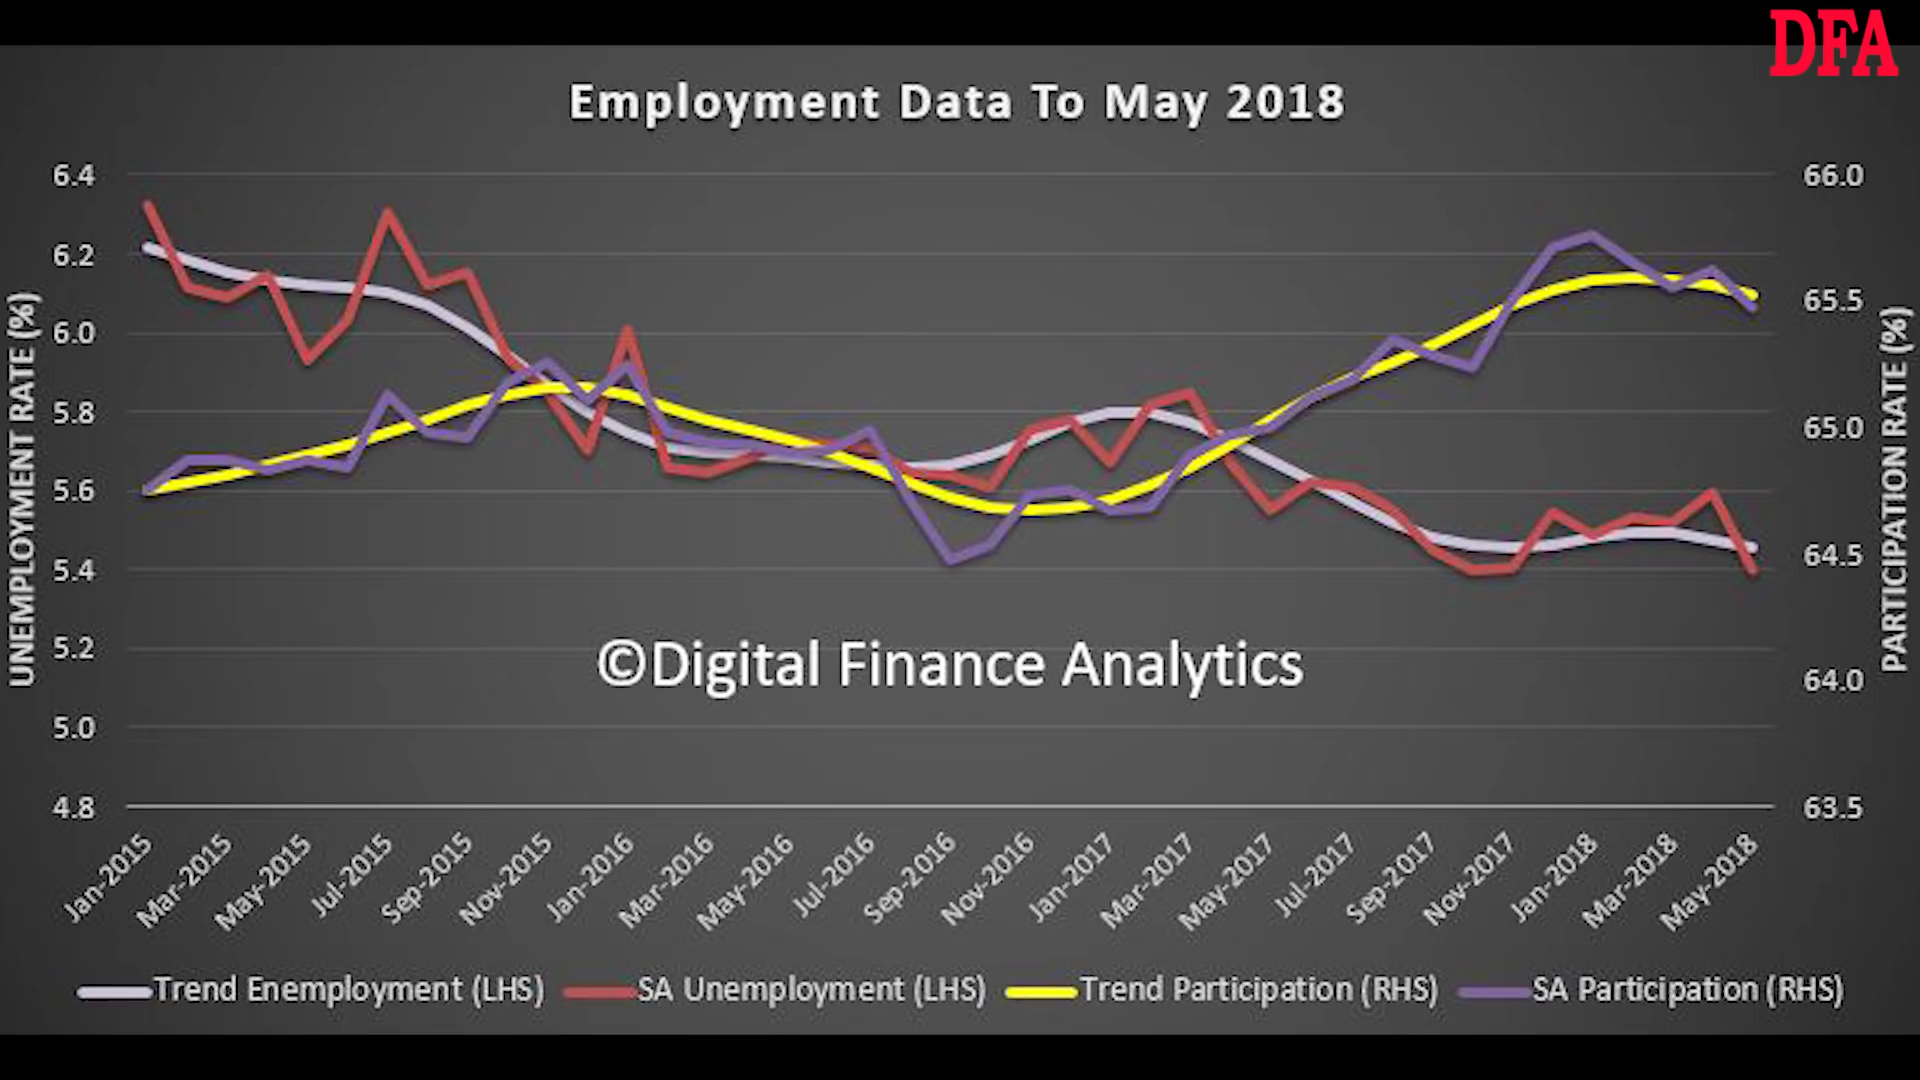 DFA
Employment Data To May 2018
UNEMPLOYMENT RATE (%)
6.4
6.2
6.0
5.8
5.6
5.4
5.2
5.0
4.8
66.0
65.5
65.0
64.5
64.0
63.5
PARTICIPATION RATE (%)
©Digital Finance Analytics
Jan-2015
Mar-2015
May-2015
Jul-2015
Sep-2015
Nov-2015
Jan-2016
Mar-2016
May-2016
Jul-2016
Sep-2016
Nov-2016
Jan-2017
Mar-2017
May-2017
Jul-2017
Sep-2017
Nov-2017
Jan-2018
Mar-2018
May-2018
Trend Enemployment (LHS) SA Unemployment (LHS) Trend Participation (RHS) SA Participation (RHS)